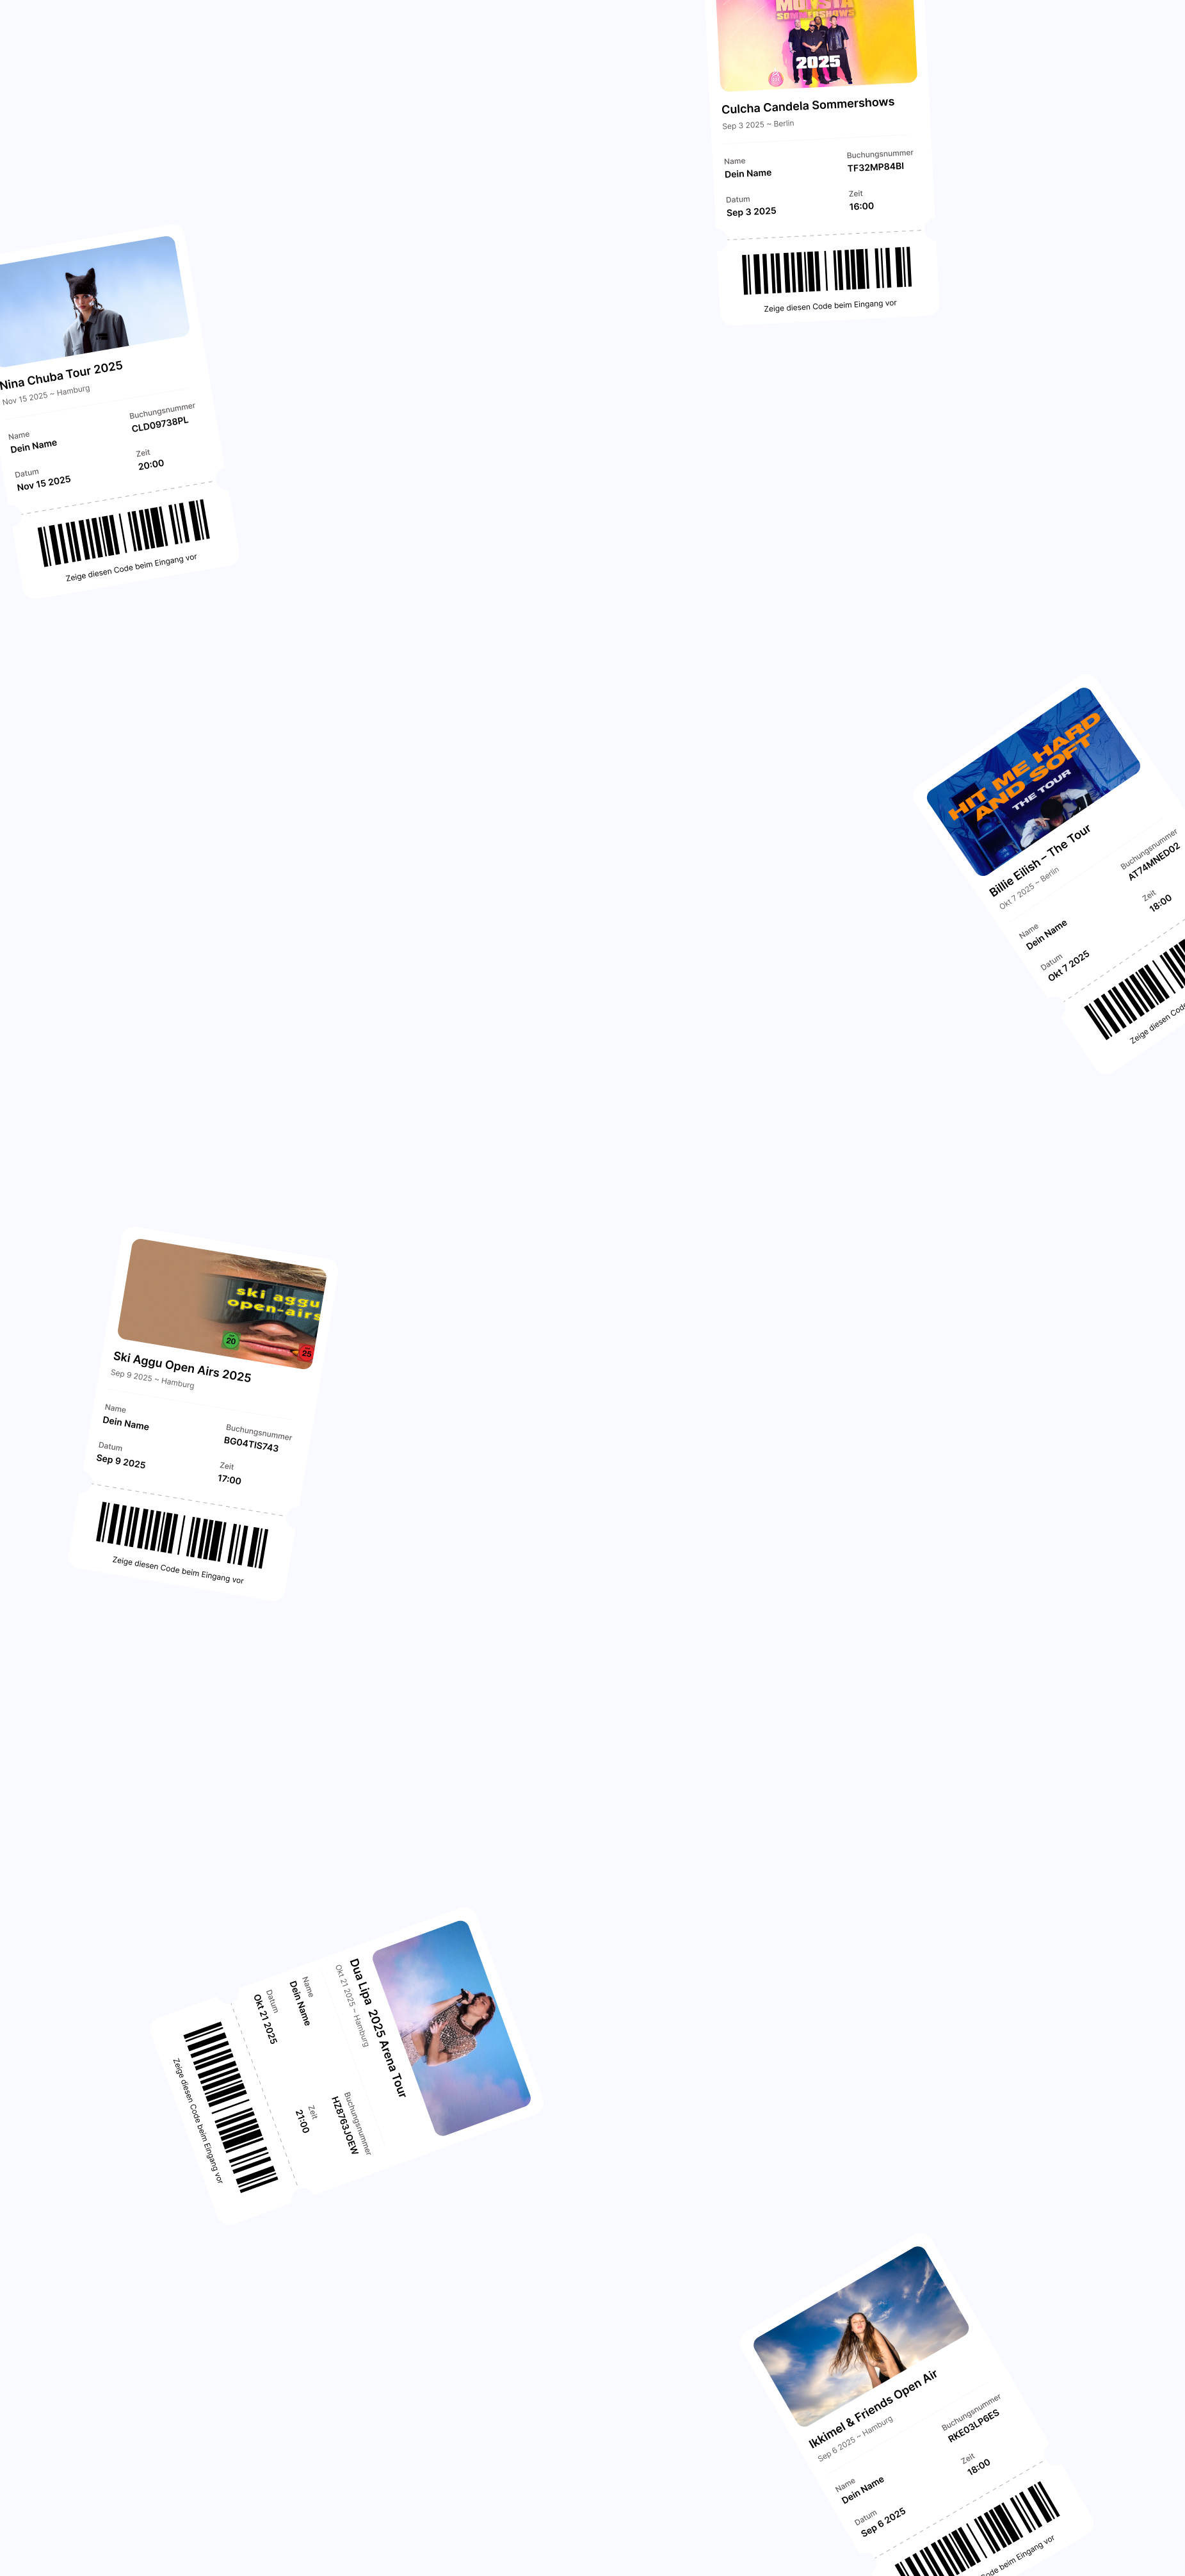 MONSTA
SOMMERSHOWS
2025
Culcha Candela Sommershows
Sep 3 2025 ~ Berlin
Name
Buchungsnummer
Dein Name
TF32MP84BI
Datum
Zeit
Sep 3 2025
16:00
Zeige diesen Code beim Eingang vor
Nina Chuba Tour 2025
Nov 15 2025 ~ Hamburg
Name
Buchungsnummer
Dein Name
CLD09738PL
Datum
Zeit
Nov 15 2025
20:00
Zeige diesen Code beim Eingang vor
HIT ME HARD
AND SOFT
THE TOUR
Billie Eilish – The Tour
Okt 7 2025 ~ Berlin
Name
Buchungsnummer
Dein Name
AT74MNED02
Datum
Zeit
Okt 7 2025
18:00
Zeige diesen Code
ski aggu
open-airs
20
25
Ski Aggu Open Airs 2025
Sep 9 2025 ~ Hamburg
Name
Buchungsnummer
Dein Name
BG04TIS743
Datum
Zeit
Sep 9 2025
17:00
Zeige diesen Code beim Eingang vor
Dua Lipa 2025 Arena Tour
Okt 21 2025 ~ Hamburg
Name
Buchungsnummer
Dein Name
HZ8763JOEW
Datum
Zeit
Okt 21 2025
21:00
Zeige diesen Code beim Eingang vor
Ikkimel & Friends Open Air
Sep 6 2025 ~ Hamburg
Name
Buchungsnummer
Dein Name
RKE03LP6ES
Datum
Zeit
Sep 6 2025
18:00
Code beim Eingang vor